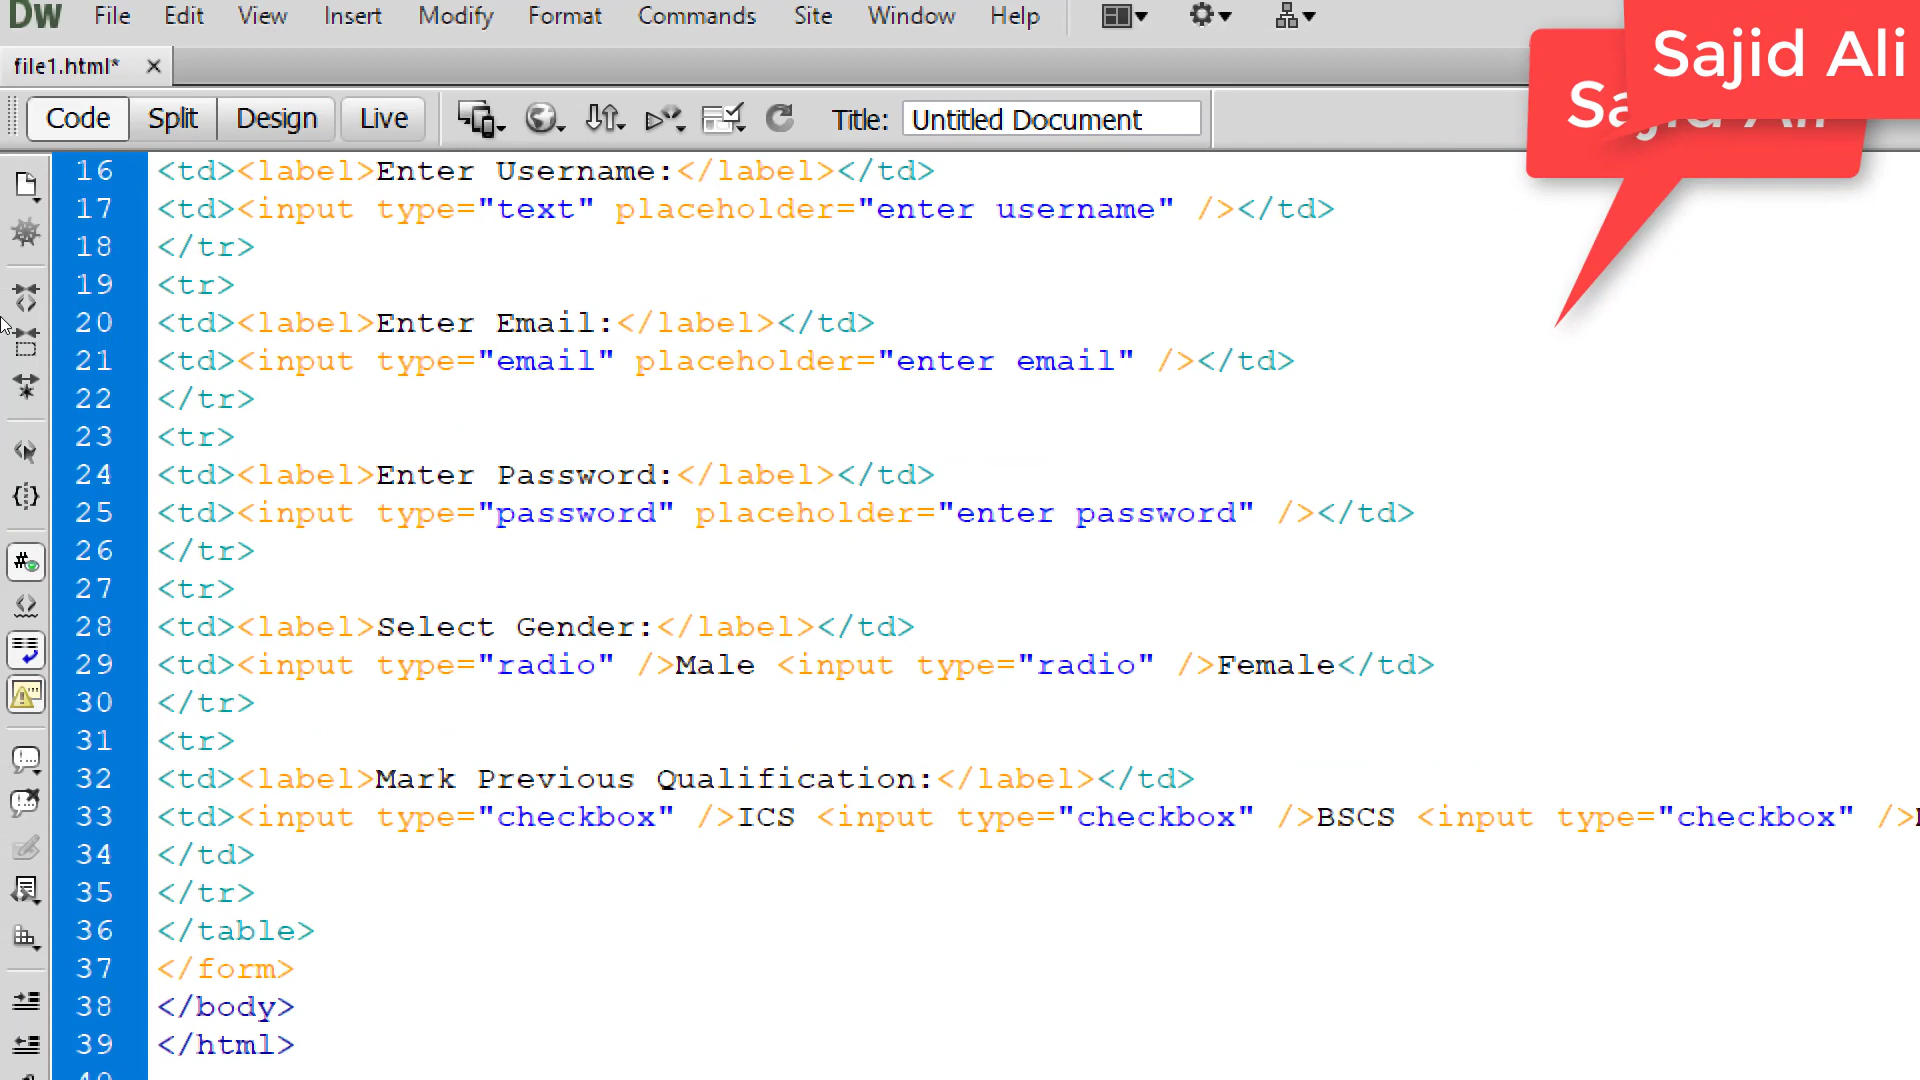 Dw File Edit View Insert Modify Format Commands Site Window Help
Sajid Ali
file1.html* ×
Code Split Design Live Title: Untitled Document
16 <td><label>Enter Username:</label></td>
17 <td><input type="text" placeholder="enter username" /></td>
18 </tr>
19 <tr>
20 <td><label>Enter Email:</label></td>
21 <td><input type="email" placeholder="enter email" /></td>
22 </tr>
23 <tr>
24 <td><label>Enter Password:</label></td>
25 <td><input type="password" placeholder="enter password" /></td>
26 </tr>
27 <tr>
28 <td><label>Select Gender:</label></td>
29 <td><input type="radio" />Male <input type="radio" />Female</td>
30 </tr>
31 <tr>
32 <td><label>Mark Previous Qualification:</label></td>
33 <td><input type="checkbox" />ICS <input type="checkbox" />BSCS <input type="checkbox" />
34 </td>
35 </tr>
36 </table>
37 </form>
38 </body>
39 </html>